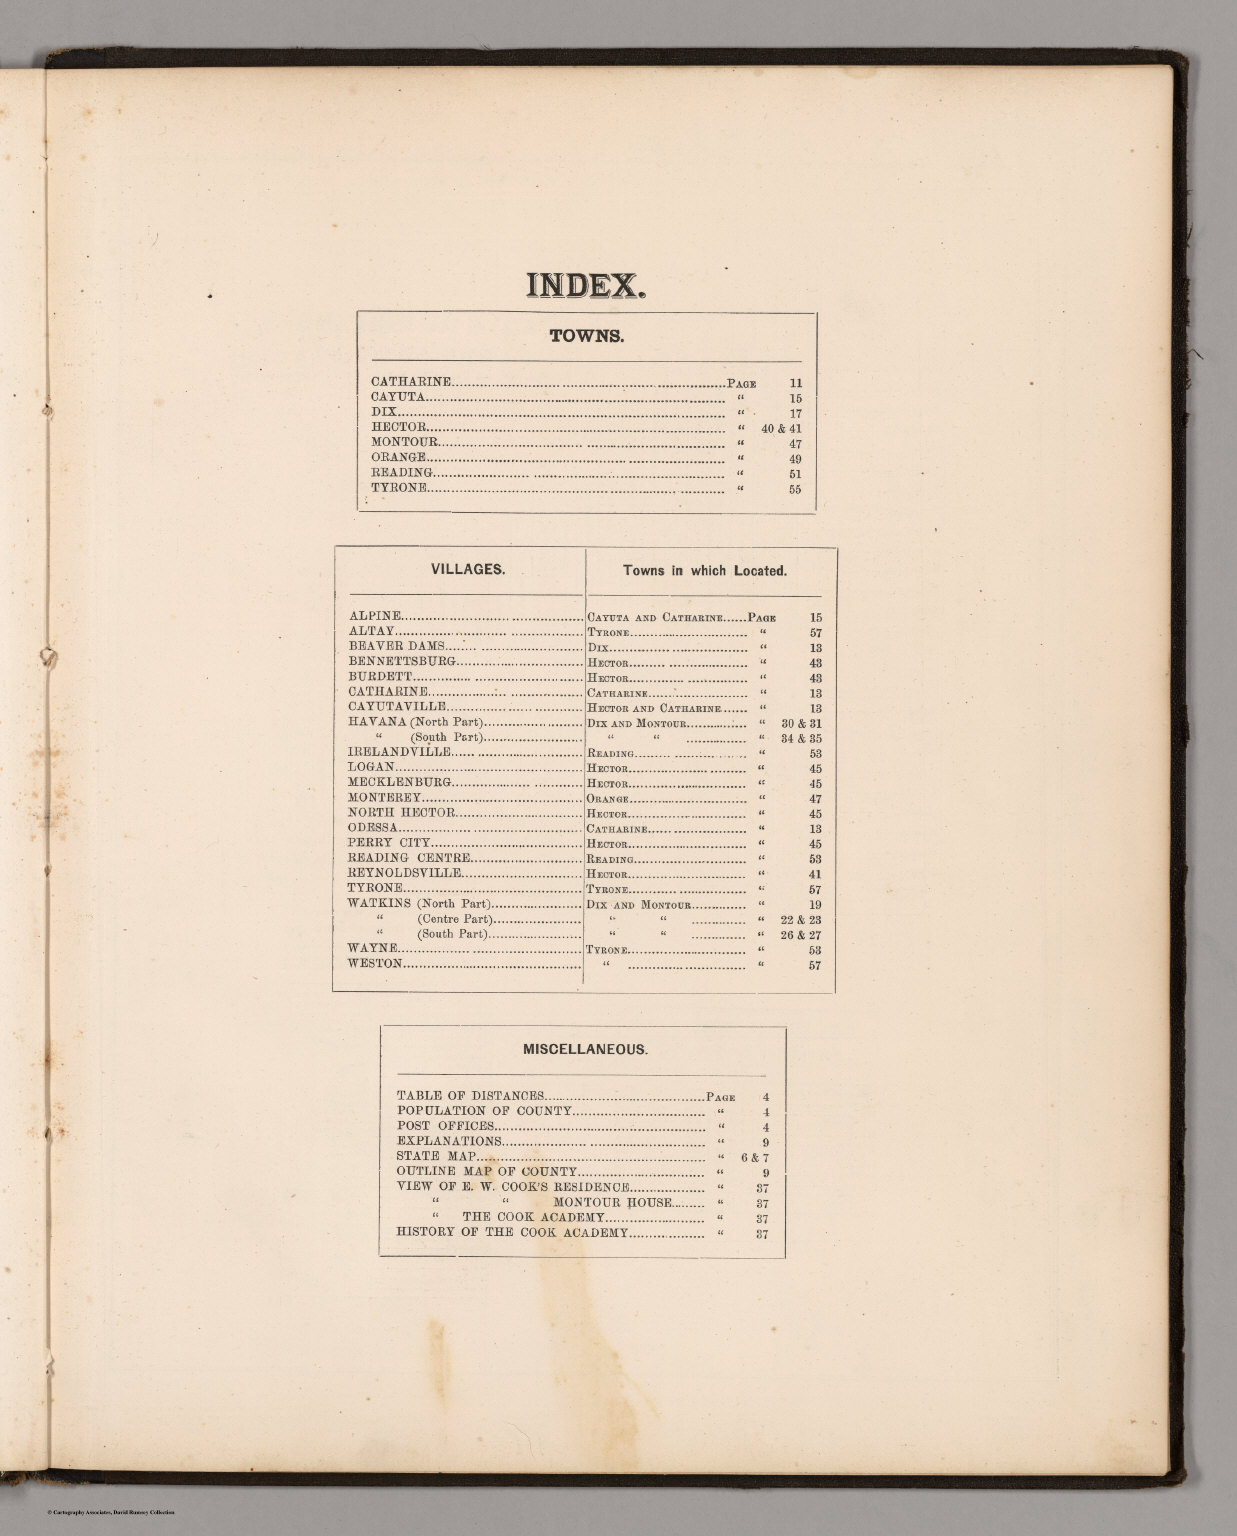 INDEX.
TOWNS.
CATHARINE. PAGE 11
CAYUTA. " 15
DIX. " 17
HECTOR. " 40 & 41
MONTOUR. " 47
ORANGE. " 49
READING. " 51
TYRONE. " 55
VILLAGES. Towns in which Located.
ALPINE. CAYUTA AND CATHARINE. PAGE 15
ALTAY. TYRONE. " 57
BEAVER DAMS. DIX. " 13
BENNETTSBURG. HECTOR. " 43
BURDETT. HECTOR. " 43
CATHARINE. CATHARINE. " 13
CAYUTAVILLE. HECTOR AND CATHARINE. " 13
HAVANA (North Part). DIX AND MONTOUR. " 30 & 31
" (South Part). " " " 34 & 35
IRELANDVILLE. READING. " 53
LOGAN. HECTOR. " 45
MECKLENBURG. HECTOR. " 45
MONTEREY. ORANGE. " 47
NORTH HECTOR. HECTOR. " 45
ODESSA. CATHARINE. " 13
PERRY CITY. HECTOR. " 45
READING CENTRE. READING. " 53
REYNOLDSVILLE. HECTOR. " 41
TYRONE. TYRONE. " 57
WATKINS (North Part). DIX AND MONTOUR. " 19
" (Centre Part). " " " 22 & 23
" (South Part). " " " 26 & 27
WAYNE. TYRONE. " 53
WESTON. " " 57
MISCELLANEOUS.
TABLE OF DISTANCES. PAGE 4
POPULATION OF COUNTY. " 4
POST OFFICES. " 4
EXPLANATIONS. " 9
STATE MAP. " 6 & 7
OUTLINE MAP OF COUNTY. " 9
VIEW OF E. W. COOK'S RESIDENCE. " 37
" " MONTOUR HOUSE. " 37
" THE COOK ACADEMY. " 37
HISTORY OF THE COOK ACADEMY. " 37
© Cartography Associates, David Rumsey Collection